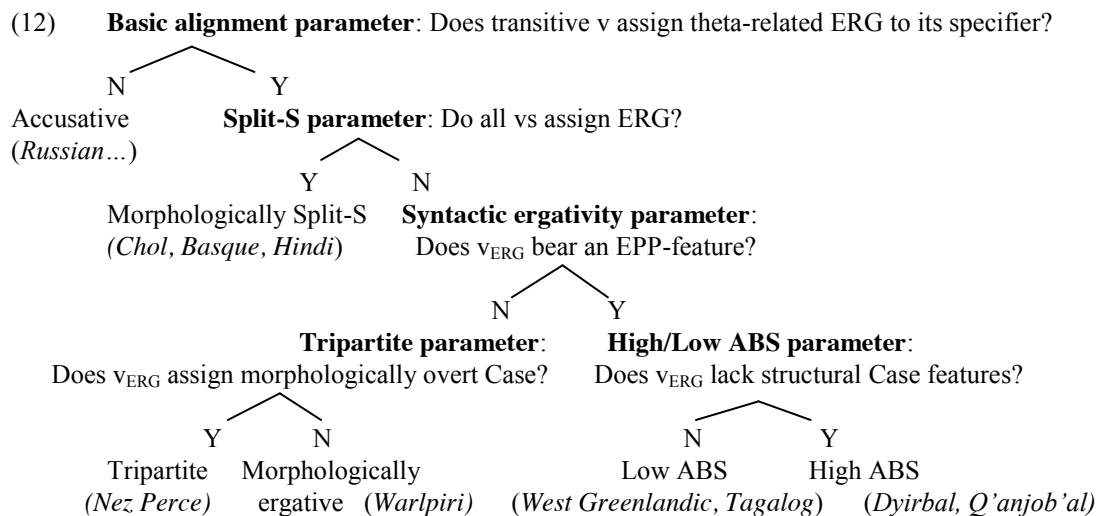 (12) Basic alignment parameter: Does transitive v assign theta-related ERG to its specifier?
N Y
Accusative Split-S parameter: Do all vs assign ERG?
(Russian…)
Y N
Morphologically Split-S Syntactic ergativity parameter:
(Chol, Basque, Hindi) Does vERG bear an EPP-feature?
N Y
Tripartite parameter: High/Low ABS parameter:
Does vERG assign morphologically overt Case? Does vERG lack structural Case features?
Y N N Y
Tripartite Morphologically Low ABS High ABS
(Nez Perce) ergative (Warlpiri) (West Greenlandic, Tagalog) (Dyirbal, Q'anjob'al)